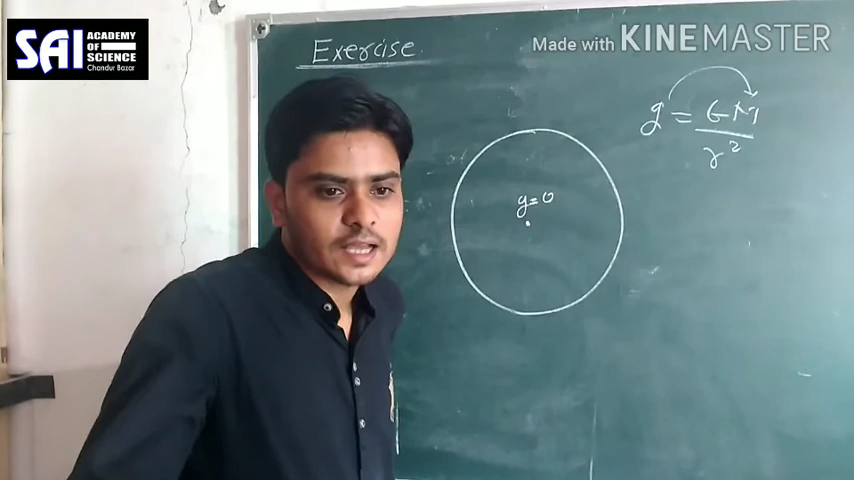 SAI ACADEMY OF SCIENCE
Chandur Bazar
Made with KINEMASTER
Exercise
g = GM
r²
g = 0